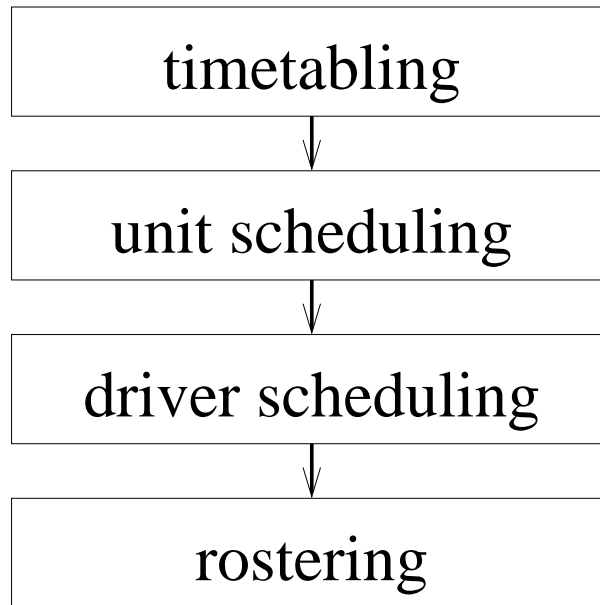 timetabling
unit scheduling
driver scheduling
rostering